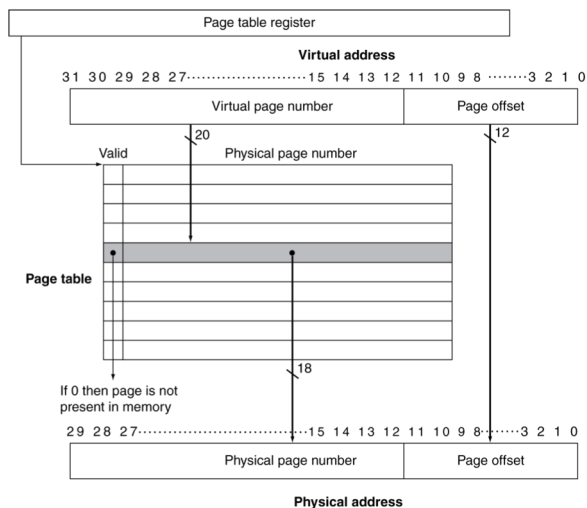 Page table register
Virtual address
31 30 29 28 27·································15 14 13 12 11 10 9 8 ········3 2 1 0
Virtual page number Page offset
20 12
Valid Physical page number
Page table
18
If 0 then page is not
present in memory
29 28 27·············································15 14 13 12 11 10 9 8········3 2 1 0
Physical page number Page offset
Physical address